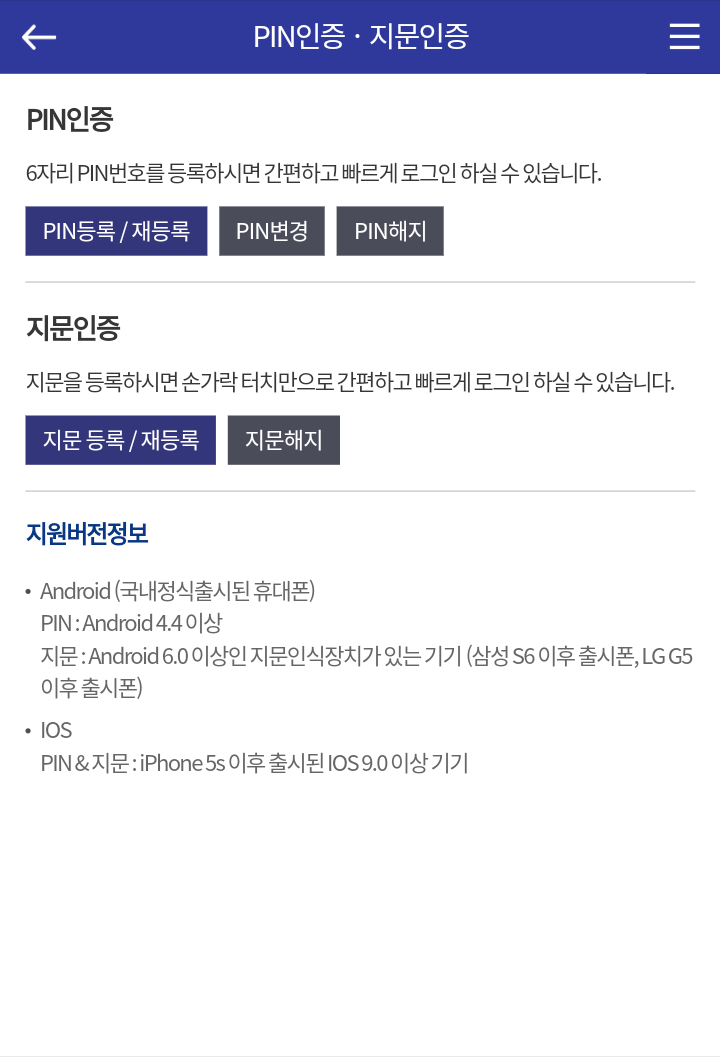 PIN인증 · 지문인증
PIN인증
6자리 PIN번호를 등록하시면 간편하고 빠르게 로그인 하실 수 있습니다.
PIN등록 / 재등록 PIN변경 PIN해지
지문인증
지문을 등록하시면 손가락 터치만으로 간편하고 빠르게 로그인 하실 수 있습니다.
지문 등록 / 재등록 지문해지
지원버전정보
• Android (국내정식출시된 휴대폰)
PIN : Android 4.4 이상
지문 : Android 6.0 이상인 지문인식장치가 있는 기기 (삼성 S6 이후 출시폰, LG G5
이후 출시폰)
• IOS
PIN & 지문 : iPhone 5s 이후 출시된 IOS 9.0 이상 기기